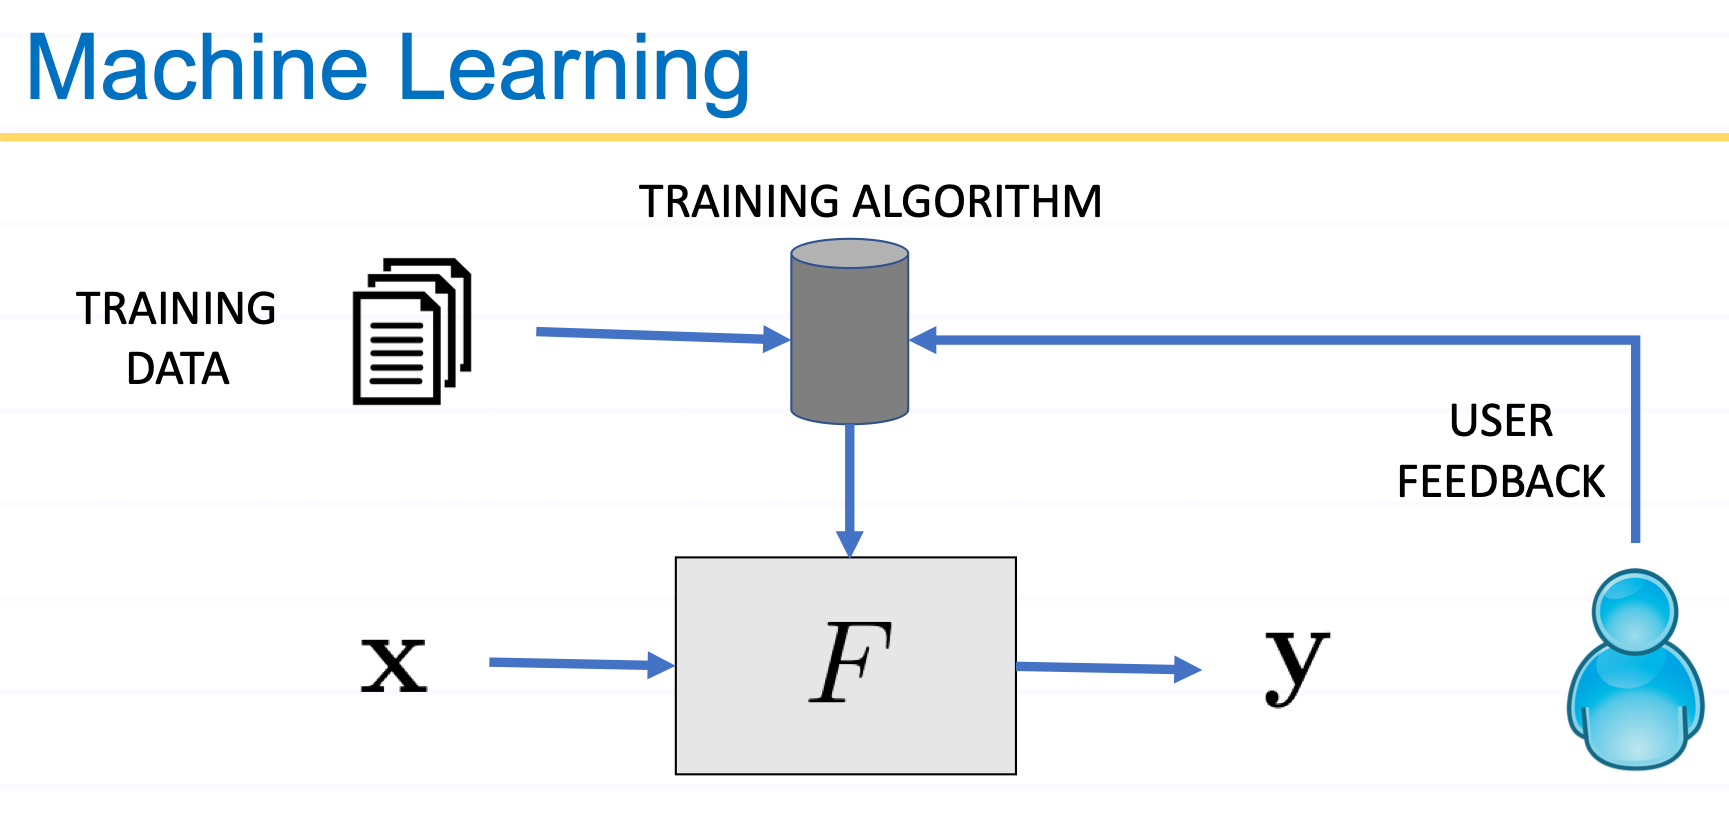 Machine Learning
TRAINING ALGORITHM
TRAINING
DATA
USER
FEEDBACK
x
F
y